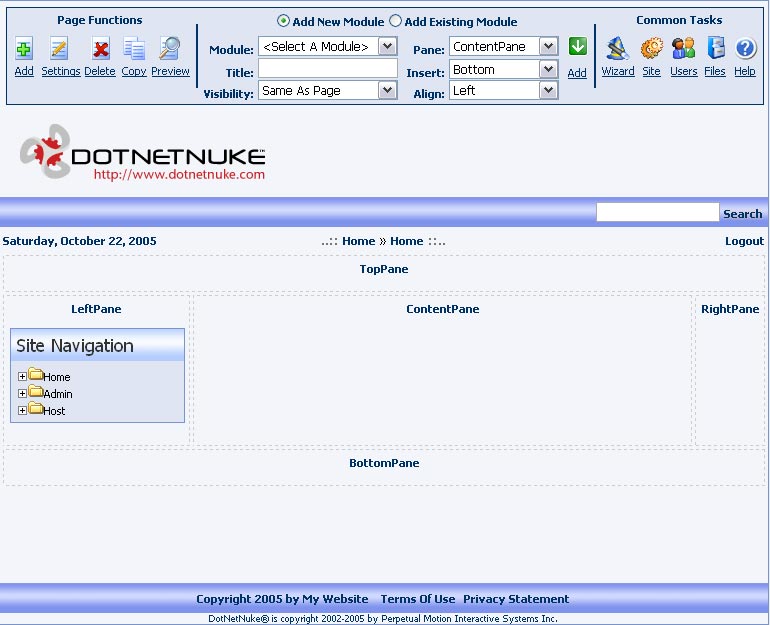 Page Functions
Add New Module Add Existing Module
Common Tasks
Module: <Select A Module> Pane: ContentPane
Title: Insert: Bottom
Visibility: Same As Page Align: Left
Add Settings Delete Copy Preview
Add
Wizard Site Users Files Help
DOTNETNUKE
http://www.dotnetnuke.com
Search
Saturday, October 22, 2005 ..:: Home » Home ::.. Logout
TopPane
LeftPane ContentPane RightPane
Site Navigation
Home
Admin
Host
BottomPane
Copyright 2005 by My Website Terms Of Use Privacy Statement
DotNetNuke® is copyright 2002-2005 by Perpetual Motion Interactive Systems Inc.